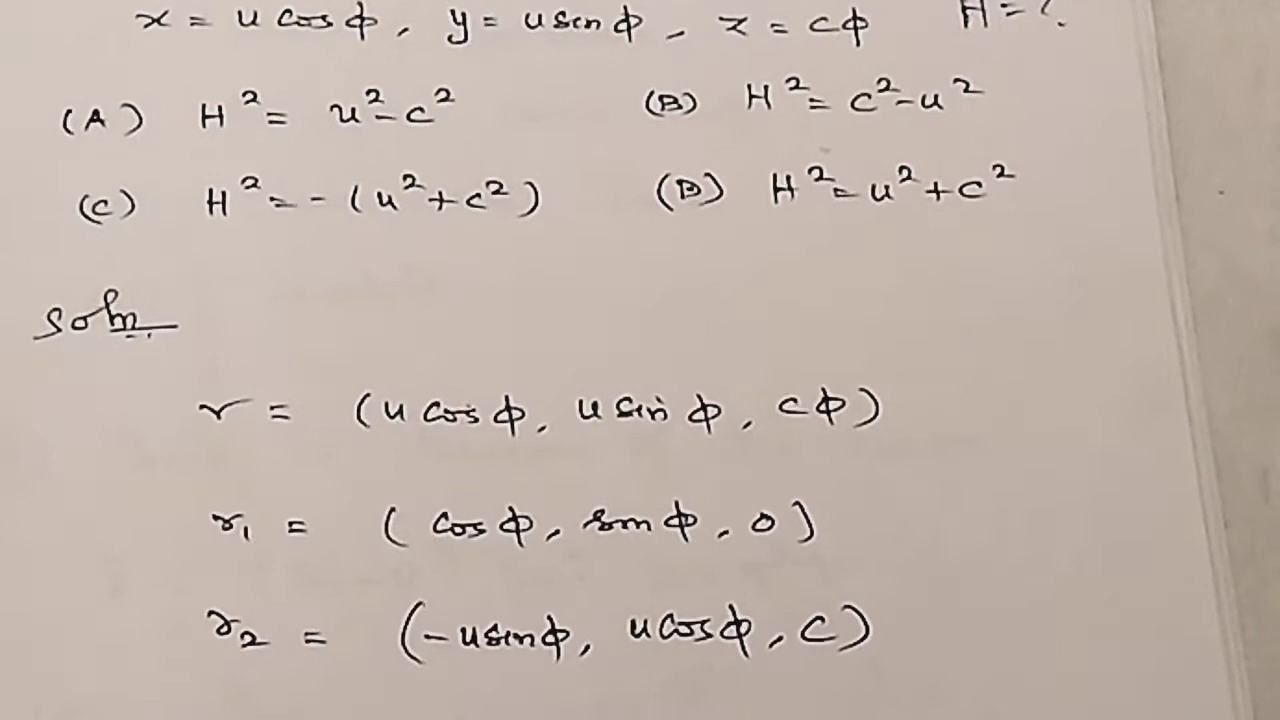 x = u cos φ, y = u sin φ, z = cφ H = ?.
(A) H² = u² - c² (B) H² = c² - u²
(C) H² = - (u² + c²) (D) H² = u² + c²
Soln.
r = (u cos φ, u sin φ, cφ)
r₁ = (cos φ, sin φ, 0)
r₂ = (-u sin φ, u cos φ, c)